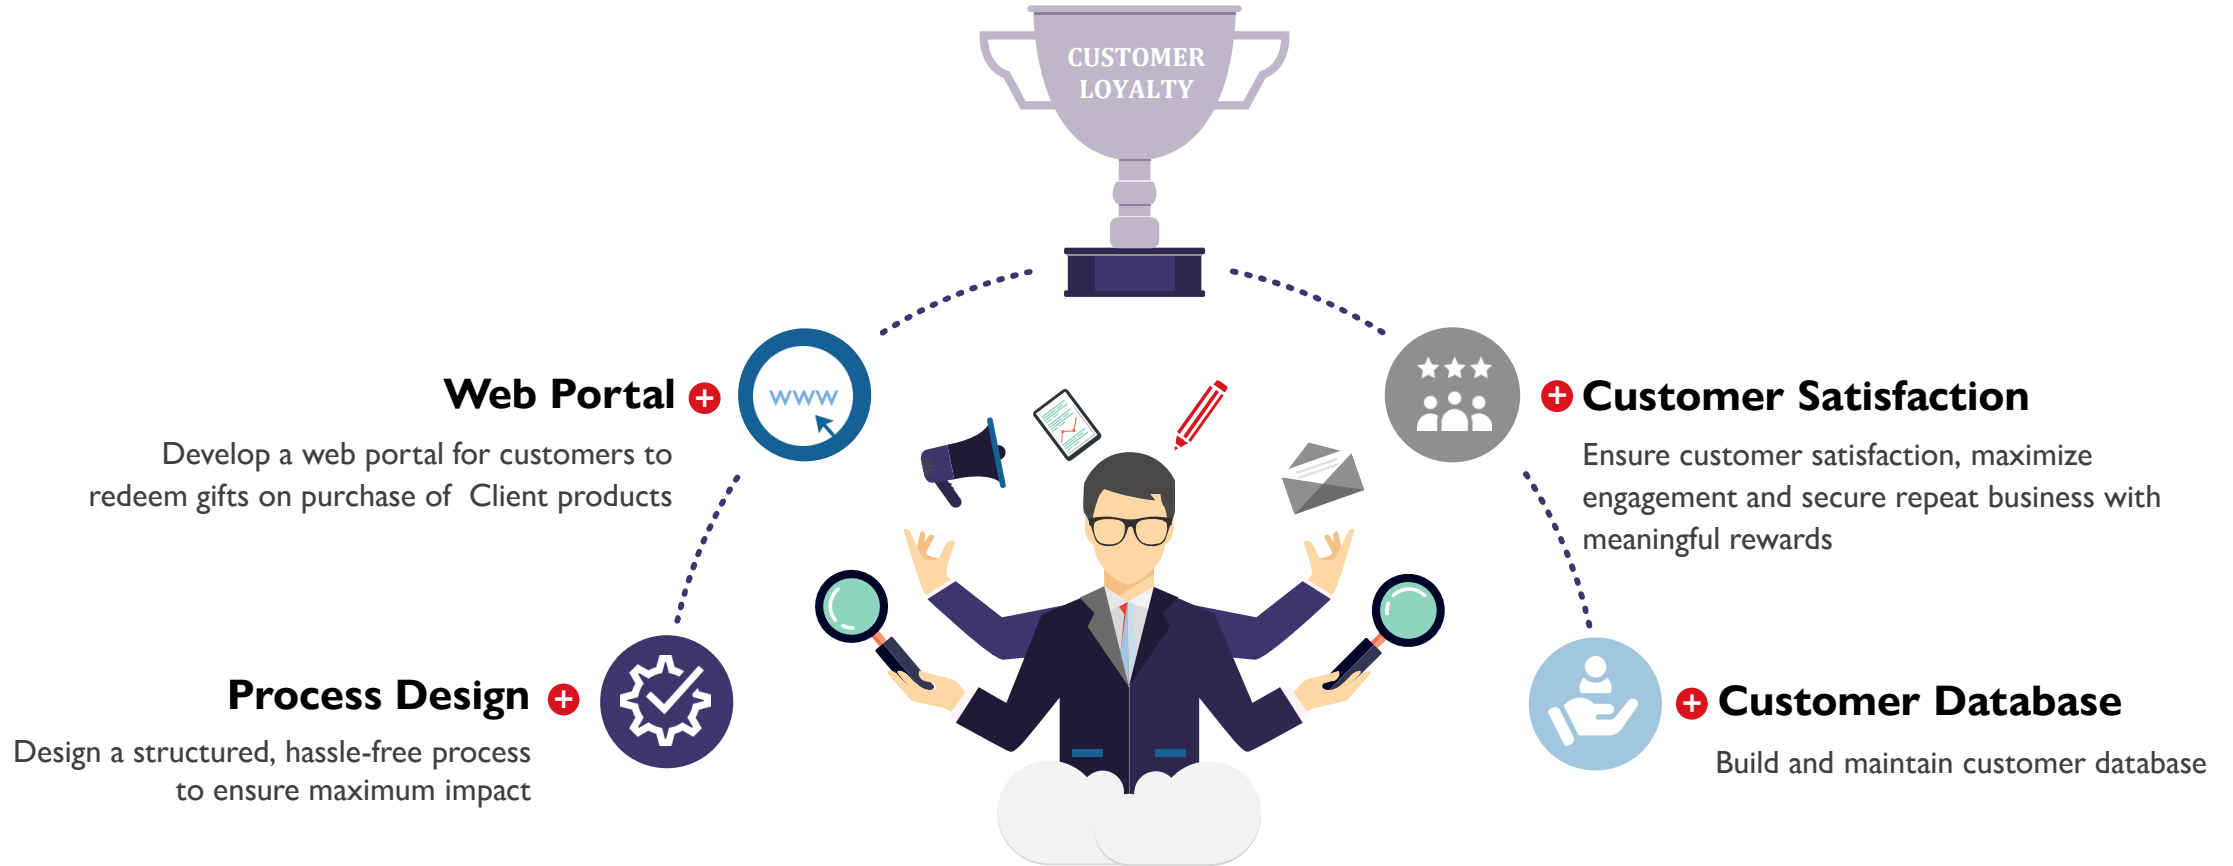 CUSTOMER
LOYALTY
Web Portal
www
Develop a web portal for customers to
redeem gifts on purchase of Client products
Customer Satisfaction
Ensure customer satisfaction, maximize
engagement and secure repeat business with
meaningful rewards
Process Design
Design a structured, hassle-free process
to ensure maximum impact
Customer Database
Build and maintain customer database